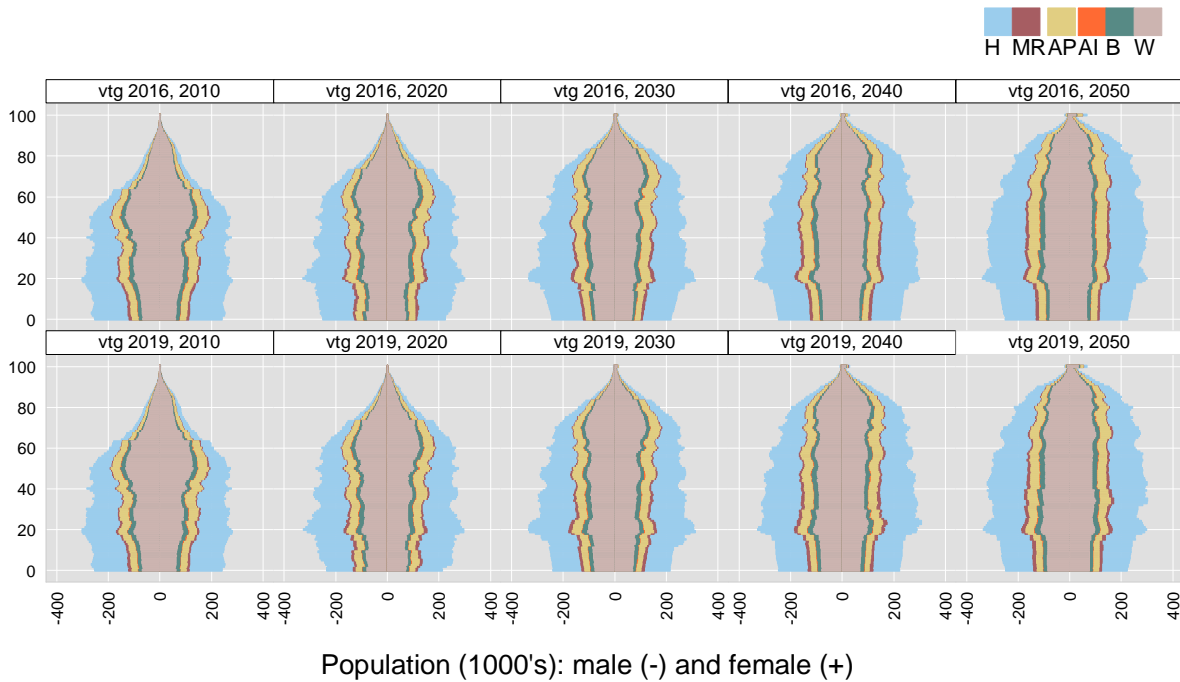 H MR AP AI B W
vtg 2016, 2010 vtg 2016, 2020 vtg 2016, 2030 vtg 2016, 2040 vtg 2016, 2050
100
80
60
40
20
0
vtg 2019, 2010 vtg 2019, 2020 vtg 2019, 2030 vtg 2019, 2040 vtg 2019, 2050
100
80
60
40
20
0
-400 -200 0 200 400 -400 -200 0 200 400 -400 -200 0 200 400 -400 -200 0 200 400 -400 -200 0 200 400
Population (1000's): male (-) and female (+)